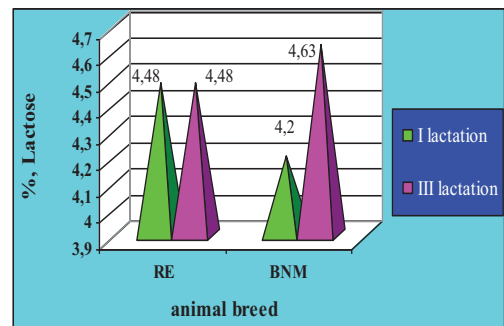 4,7
4,6
4,5
4,4
4,3
4,2
4,1
4
3,9
%, Lactose
4,48
4,48
4,2
4,63
RE
BNM
animal breed
I lactation
III lactation